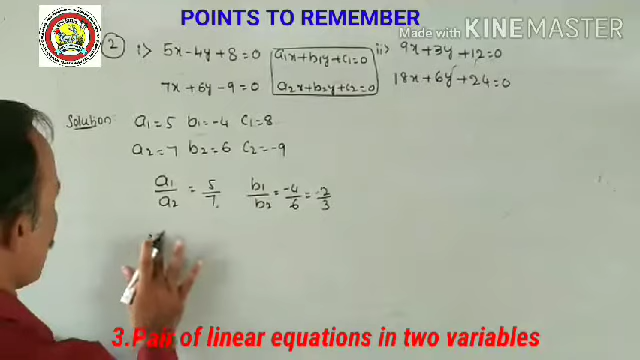 POINTS TO REMEMBER
Made with KINEMASTER
2 i> 5x-4y+8=0 a₁x+b₁y+c₁=0 ii> 9x+3y+12=0
7x+6y-9=0 a₂x+b₂y+c₂=0 18x+6y+24=0
Solution a₁=5 b₁=-4 c₁=8
a₂=7 b₂=6 c₂=-9
a₁/a₂ = 5/7 b₁/b₂ = -4/6 = -2/3
3.Pair of linear equations in two variables